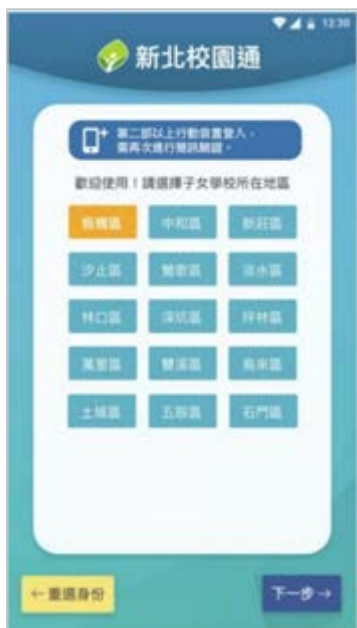 12:30
新北校園通
第二部以上行動裝置登入，
需再次進行簡訊驗證。
歡迎使用！請選擇子女學校所在地區
板橋區 中和區 新莊區
汐止區 鶯歌區 淡水區
林口區 深坑區 坪林區
萬里區 雙溪區 烏來區
土城區 五股區 石門區
←重選身份 下一步→